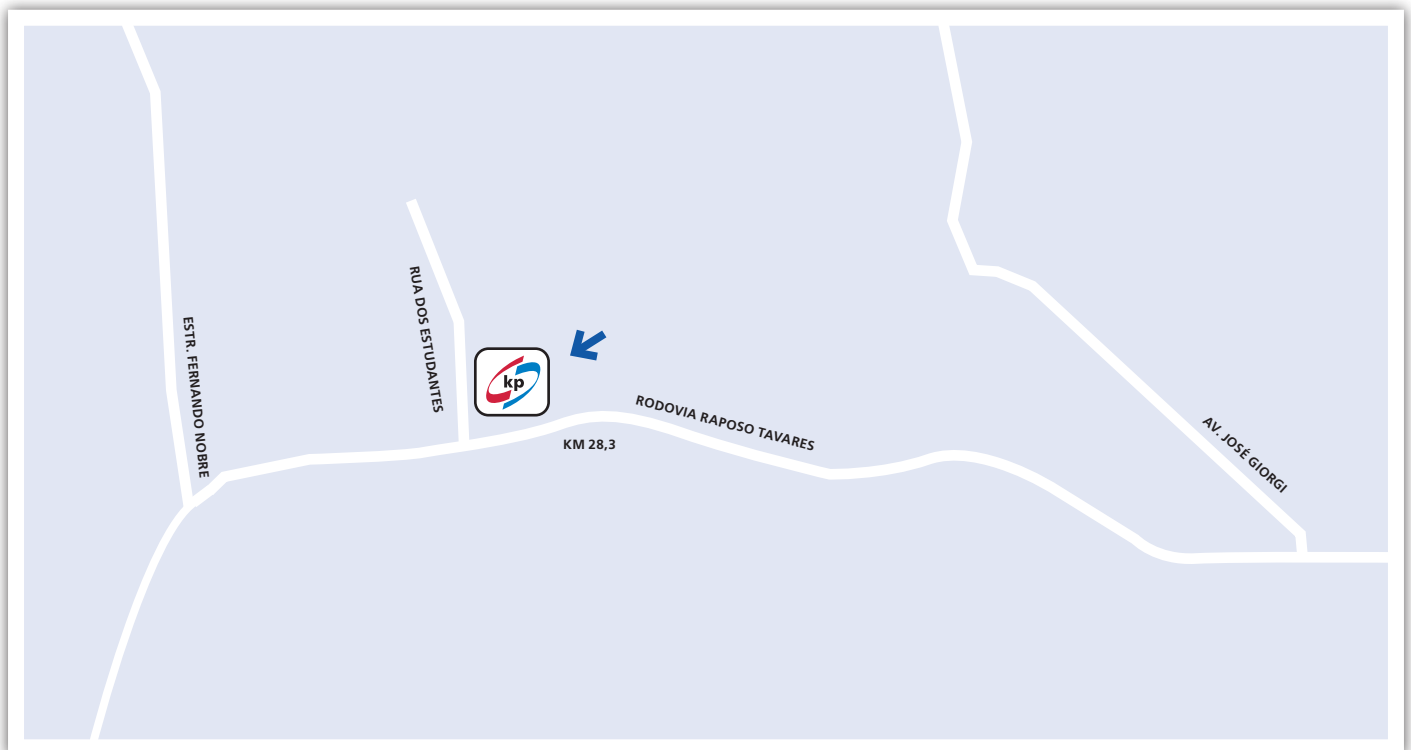 ESTR. FERNANDO NOBRE
RUA DOS ESTUDANTES
kp
KM 28,3
RODOVIA RAPOSO TAVARES
AV. JOSÉ GIORGI